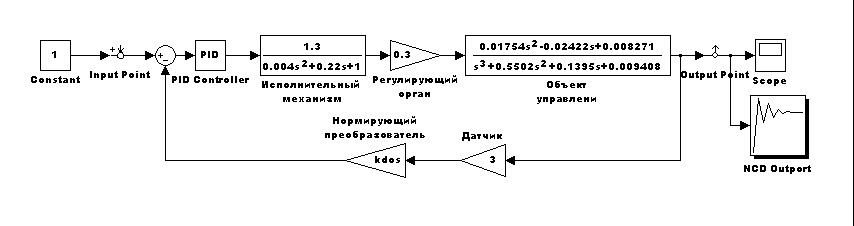 1
Constant
Input Point
+
-
PID
PID Controller
1.3
0.004s²+0.22s+1
Исполнительный
механизм
0.3
Регулирующий
орган
0.01754s²-0.02422s+0.008271
s³+0.5502s²+0.1395s+0.009408
Объект
управлени
Output Point
Scope
Нормирующий
преобразователь
kdos
Датчик
3
NCD Outport